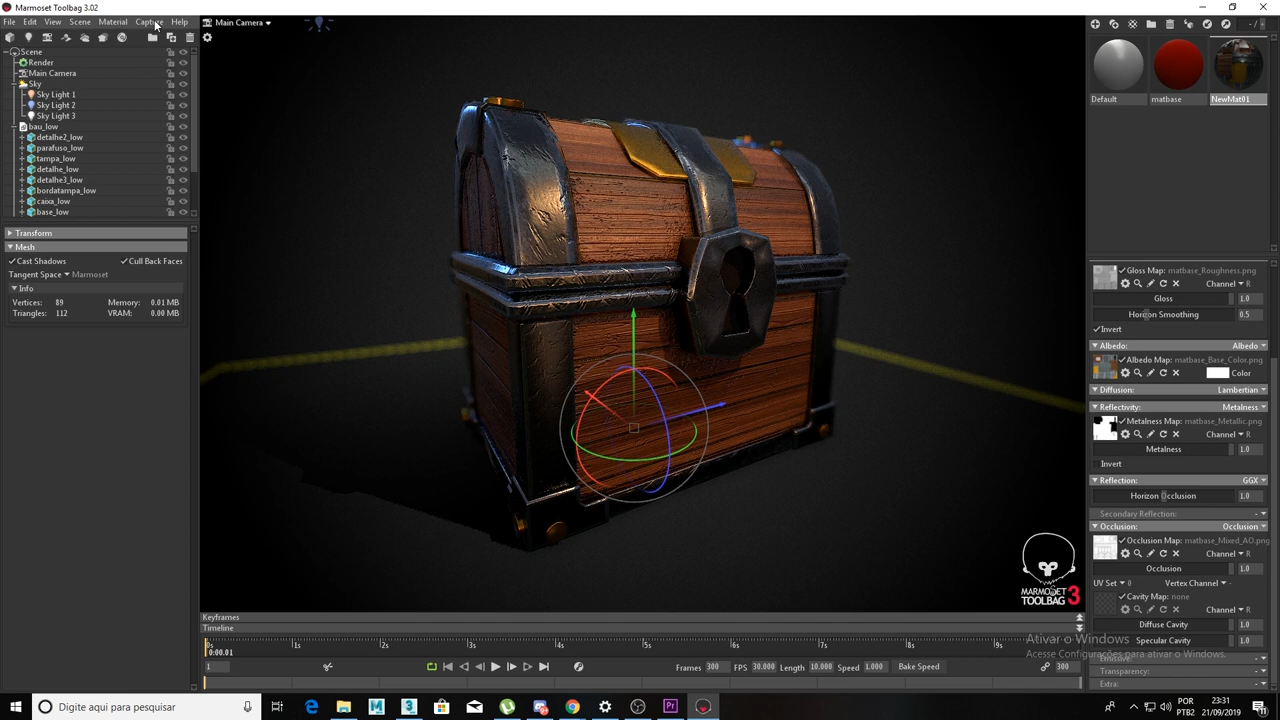 Marmoset Toolbag 3.02
File Edit View Scene Material Capture Help
Main Camera
Scene
Render
Main Camera
Sky
Sky Light 1
Sky Light 2
Sky Light 3
bau_low
detalhe2_low
parafuso_low
tampa_low
detalhe_low
detalhe3_low
bordatampa_low
caixa_low
base_low
Transform
Mesh
Cast Shadows Cull Back Faces
Tangent Space Marmoset
Info
Vertices: 89 Memory: 0.01 MB
Triangles: 112 VRAM: 0.00 MB
MARMOSET
TOOLBAG 3
Keyframes
Timeline
0s 1s 2s 3s 4s 5s 6s 7s 8s 9s
0:00.01
1
Frames 300 FPS 30.000 Length 10.000 Speed 1.000 Bake Speed
300
- / +
Default matbase NewMat01
Gloss Map: matbase_Roughness.png
Channel R
Gloss 1.0
Horizon Smoothing 0.5
Invert
Albedo: Albedo
Albedo Map: matbase_Base_Color.png
Color
Diffusion: Lambertian
Reflectivity: Metalness
Metalness Map: matbase_Metallic.png
Channel R
Metalness 1.0
Invert
Reflection: GGX
Horizon Occlusion 1.0
Secondary Reflection: -
Occlusion: Occlusion
Occlusion Map: matbase_Mixed_AO.png
Channel R
Occlusion 1.0
UV Set 0 Vertex Channel -
Cavity Map: none
Channel R
Diffuse Cavity 1.0
Specular Cavity 1.0
Emissive: -
Transparency: -
Extra: -
Ativar o Windows
Acesse Configurações para ativar o Windows.
Digite aqui para pesquisar
POR
PTB2
23:31
21/09/2019